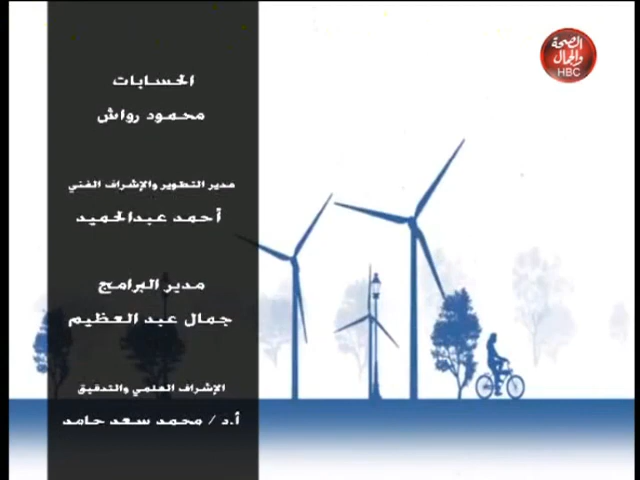 الصحة
والجمال
HBC
الحسابات
محمود رواش
مدير التطوير والإشراف الفني
أحمد عبدالحميد
مدير البرامج
جمال عبد العظيم
الإشراف العلمي والتدقيق
أ.د / محمد سعد حامد